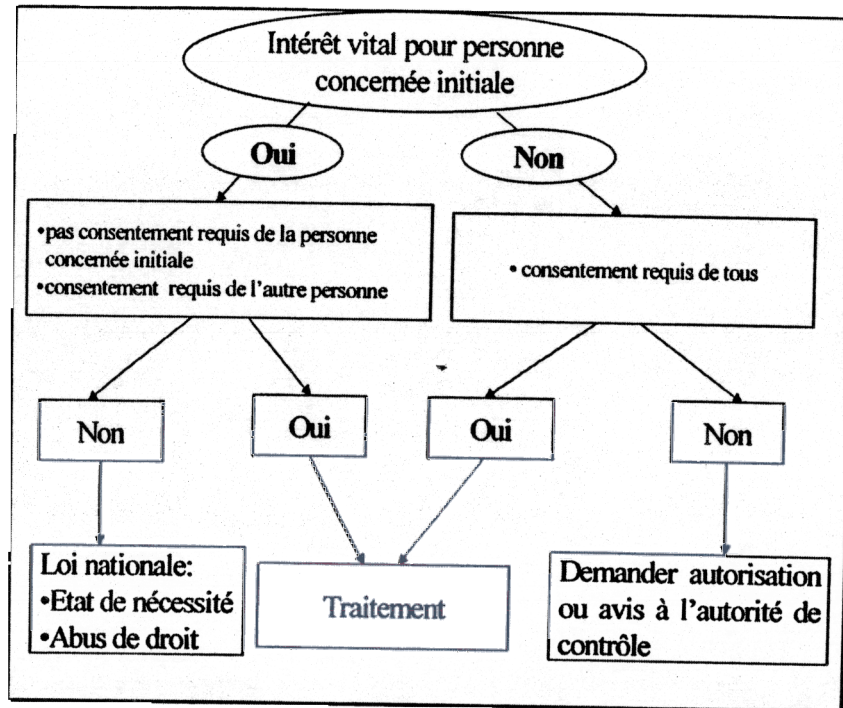 Intérêt vital pour personne
concernée initiale
Oui
Non
•pas consentement requis de la personne
concernée initiale
•consentement requis de l'autre personne
• consentement requis de tous
Non
Oui
Oui
Non
Loi nationale:
•Etat de nécessité
•Abus de droit
Traitement
Demander autorisation
ou avis à l'autorité de
contrôle